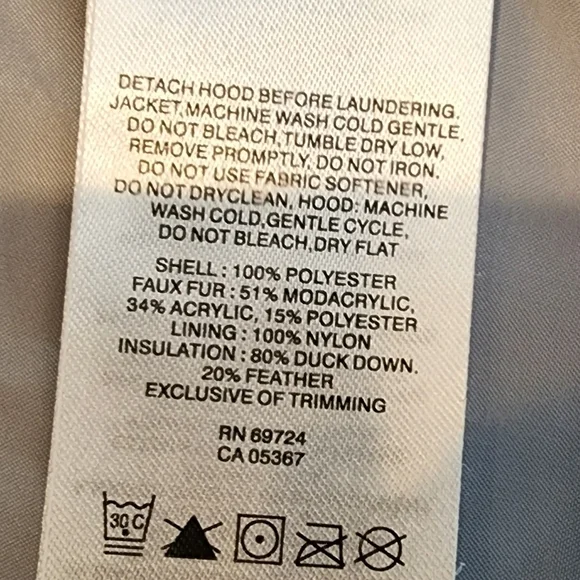 DETACH HOOD BEFORE LAUNDERING.
JACKET,MACHINE WASH COLD GENTLE.
DO NOT BLEACH,TUMBLE DRY LOW,
REMOVE PROMPTLY, DO NOT IRON.
DO NOT USE FABRIC SOFTENER,
DO NOT DRYCLEAN, HOOD: MACHINE
WASH COLD,GENTLE CYCLE,
DO NOT BLEACH,DRY FLAT
SHELL : 100% POLYESTER
FAUX FUR : 51% MODACRYLIC,
34% ACRYLIC, 15% POLYESTER
LINING : 100% NYLON
INSULATION : 80% DUCK DOWN.
20% FEATHER
EXCLUSIVE OF TRIMMING
RN 69724
CA 05367
30 C